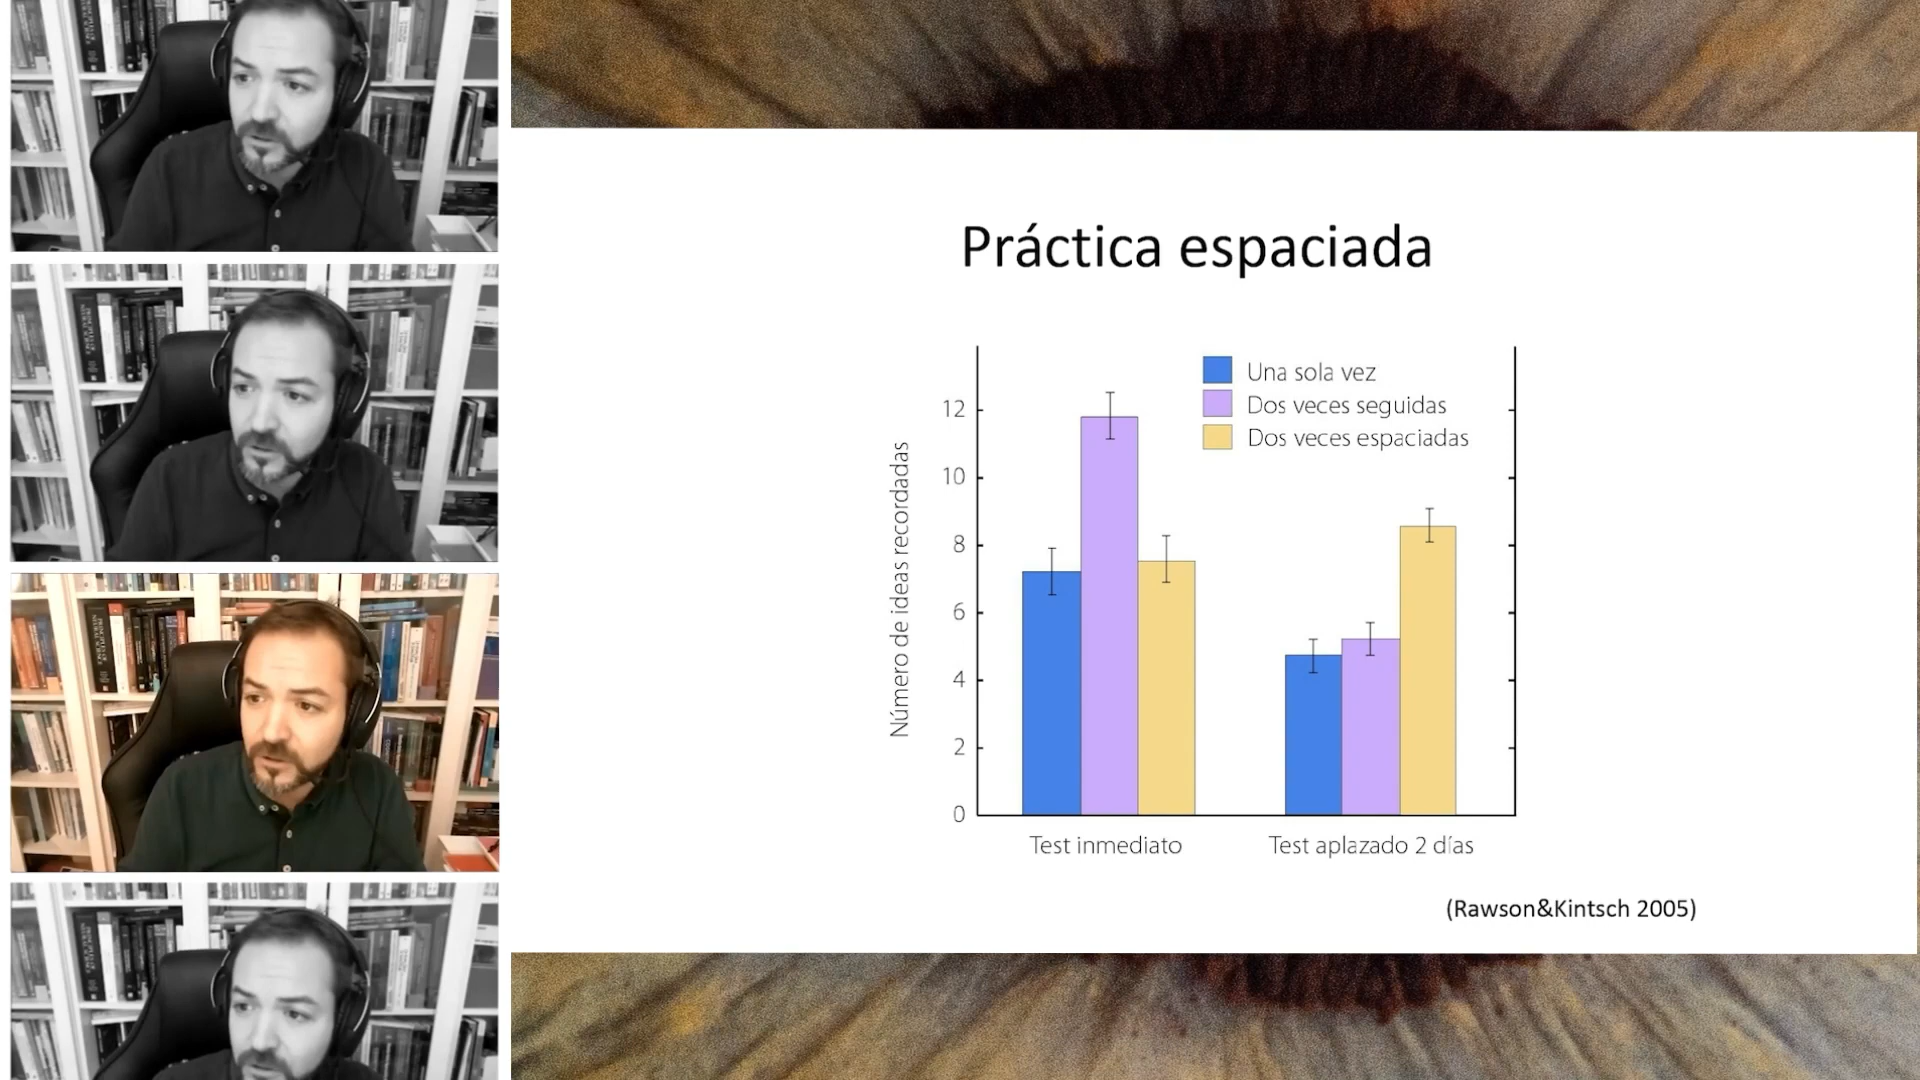 Práctica espaciada
Una sola vez
Dos veces seguidas
Dos veces espaciadas
Número de ideas recordadas
12
10
8
6
4
2
0
Test inmediato
Test aplazado 2 días
(Rawson&Kintsch 2005)